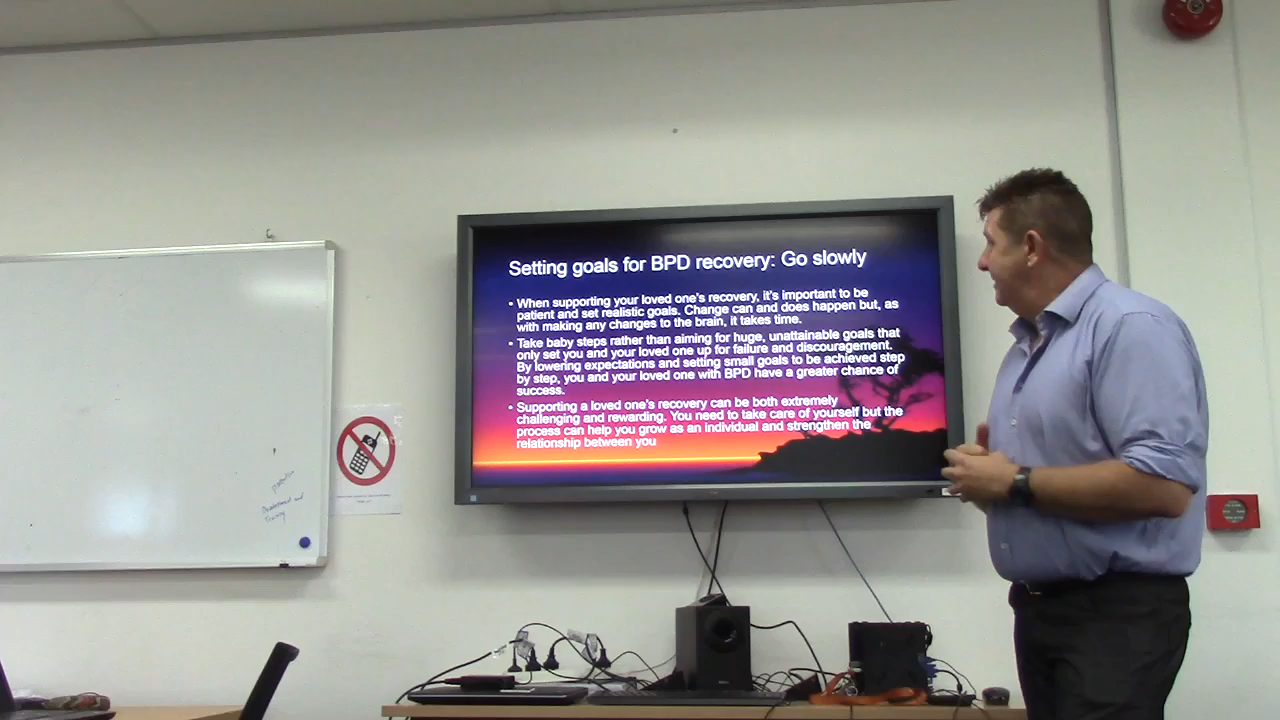 Setting goals for BPD recovery: Go slowly
• When supporting your loved one's recovery, it's important to be
patient and set realistic goals. Change can and does happen but, as
with making any changes to the brain, it takes time.
• Take baby steps rather than aiming for huge, unattainable goals that
only set you and your loved one up for failure and discouragement.
By lowering expectations and setting small goals to be achieved step
by step, you and your loved one with BPD have a greater chance of
success.
• Supporting a loved one's recovery can be both extremely
challenging and rewarding. You need to take care of yourself but the
process can help you grow as an individual and strengthen the
relationship between you
and
Training